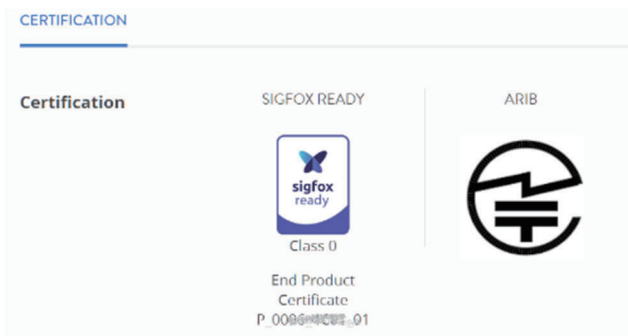 CERTIFICATION
Certification
SIGFOX READY
ARIB
sigfox
ready
Class 0
End Product
Certificate